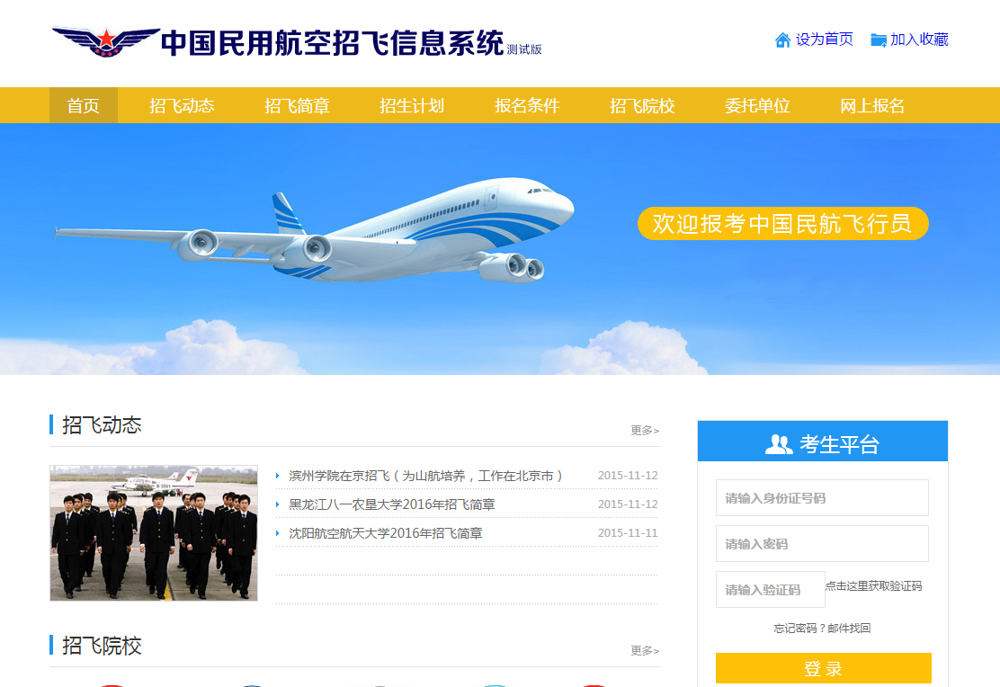 中国民用航空招飞信息系统 测试版
设为首页 加入收藏
首页 招飞动态 招飞简章 招生计划 报名条件 招飞院校 委托单位 网上报名
欢迎报考中国民航飞行员
招飞动态 更多>
滨州学院在京招飞（为山航培养，工作在北京市） 2015-11-12
黑龙江八一农垦大学2016年招飞简章 2015-11-12
沈阳航空航天大学2016年招飞简章 2015-11-11
招飞院校 更多>
考生平台
请输入身份证号码
请输入密码
请输入验证码 点击这里获取验证码
忘记密码？邮件找回
登 录